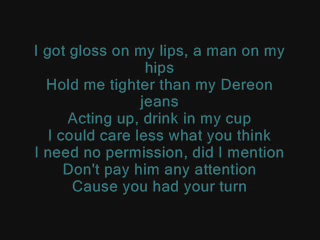 I got gloss on my lips, a man on my
hips
Hold me tighter than my Dereon
jeans
Acting up, drink in my cup
I could care less what you think
I need no permission, did I mention
Don't pay him any attention
Cause you had your turn